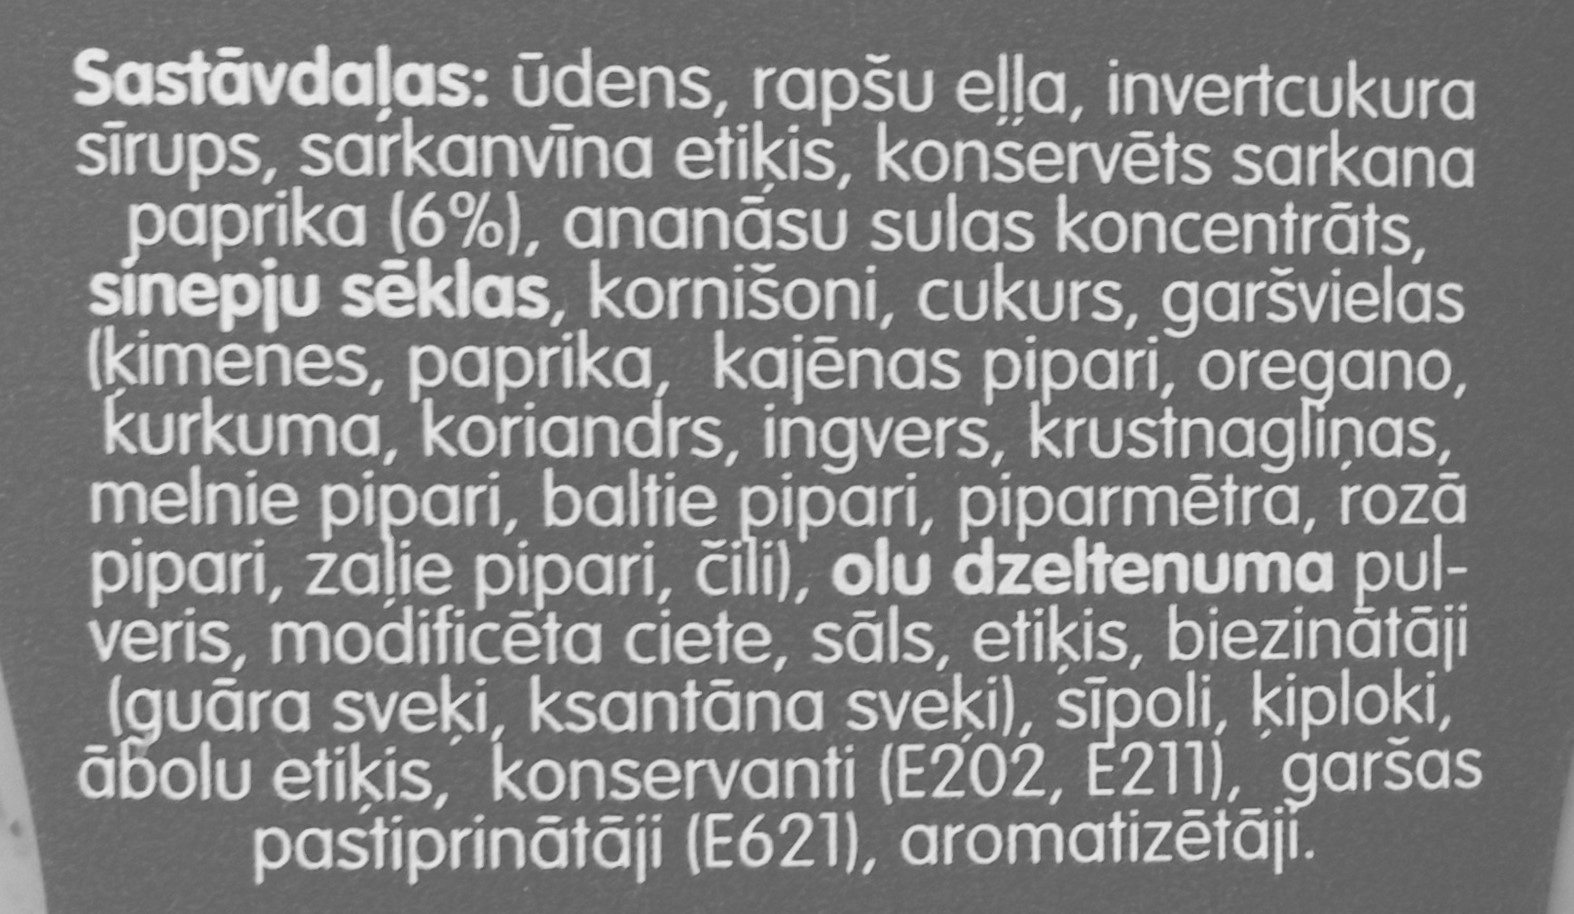 Sastāvdaļas: ūdens, rapšu eļļa, invertcukura
sīrups, sarkanvīna etiķis, konservēts sarkana
paprika (6%), ananāsu sulas koncentrāts,
sinepju sēklas, kornišoni, cukurs, garšvielas
(ķimenes, paprika, kajēnas pipari, oregano,
kurkuma, koriandrs, ingvers, krustnagliņas,
melnie pipari, baltie pipari, piparmētra, rozā
pipari, zaļie pipari, čili), olu dzeltenuma pul-
veris, modificēta ciete, sāls, etiķis, biezinātāji
(guāra sveķi, ksantāna sveķi), sīpoli, ķiploki,
ābolu etiķis, konservanti (E202, E211), garšas
pastiprinātāji (E621), aromatizētāji.